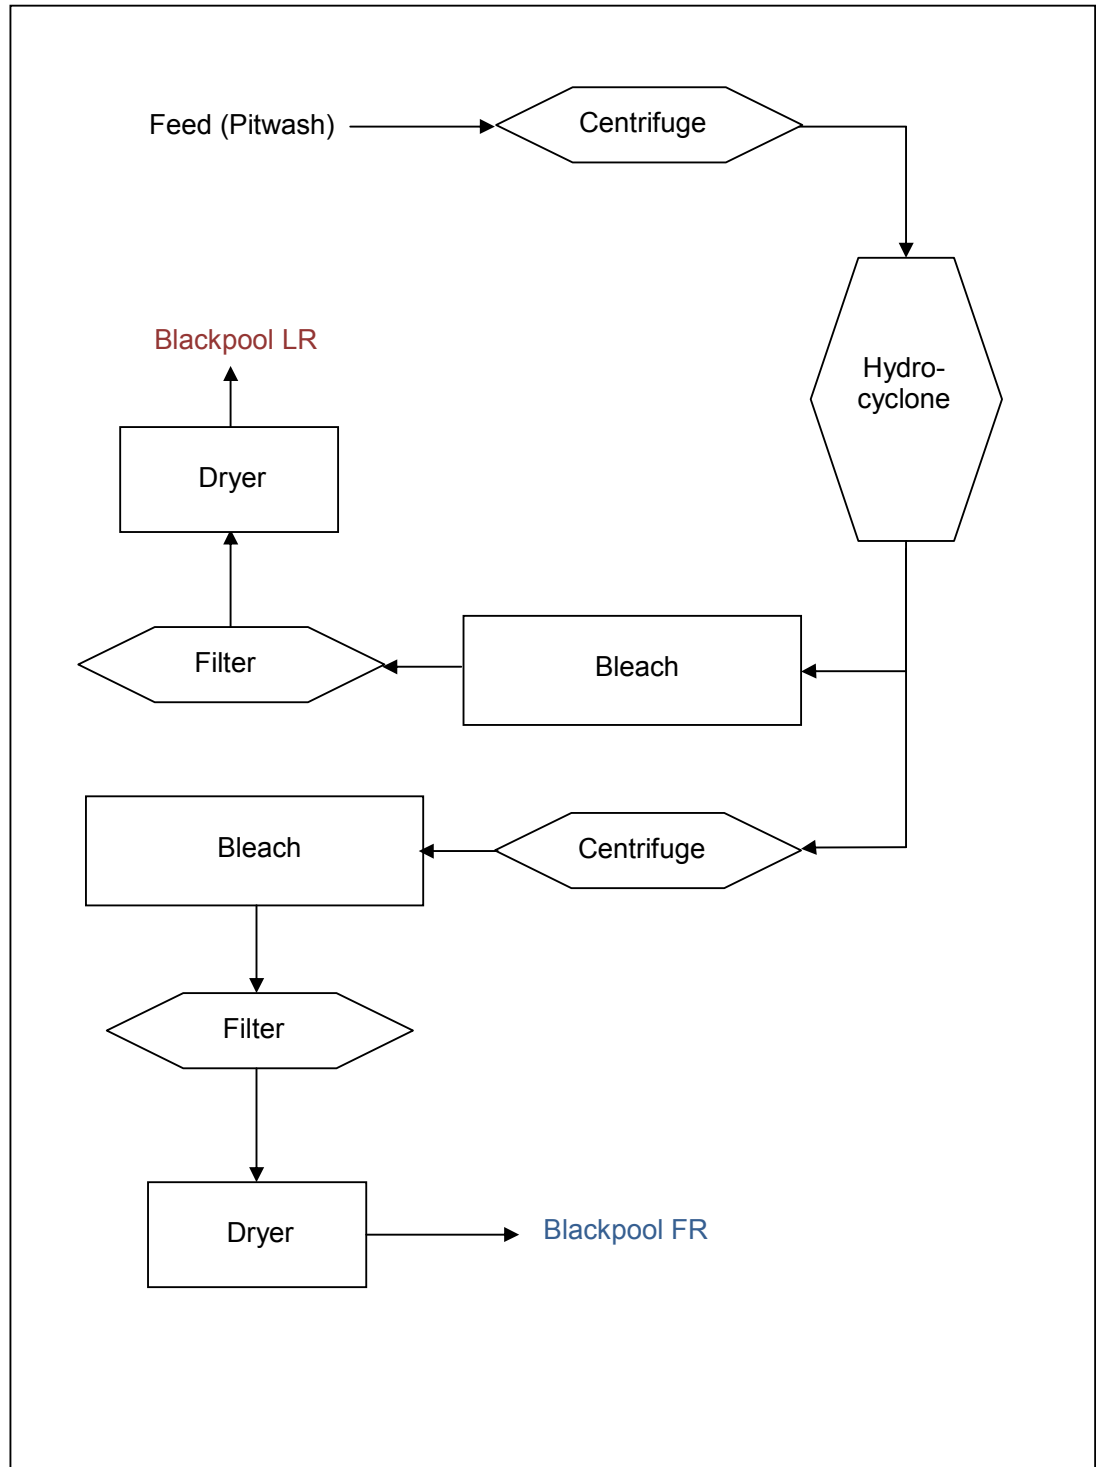 Feed (Pitwash)
Centrifuge
Hydro-
cyclone
Blackpool LR
Dryer
Filter
Bleach
Bleach
Centrifuge
Filter
Dryer
Blackpool FR